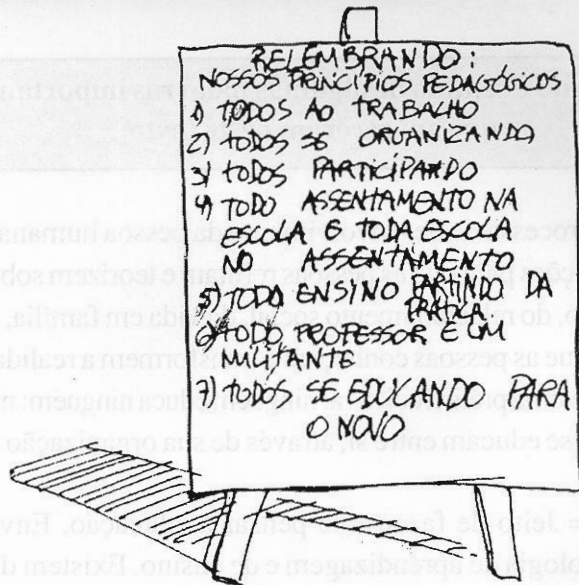 RELEMBRANDO:
NOSSOS PRINCÍPIOS PEDAGÓGICOS
1) TODOS AO TRABALHO
2) TODOS SE ORGANIZANDO
3) TODOS PARTICIPANDO
4) TODO ASSENTAMENTO NA
ESCOLA E TODA ESCOLA
NO ASSENTAMENTO
5) TODO ENSINO PARTINDO DA
PRÁTICA
6) TODO PROFESSOR É UM
MILITANTE
7) TODOS SE EDUCANDO PARA
O NOVO